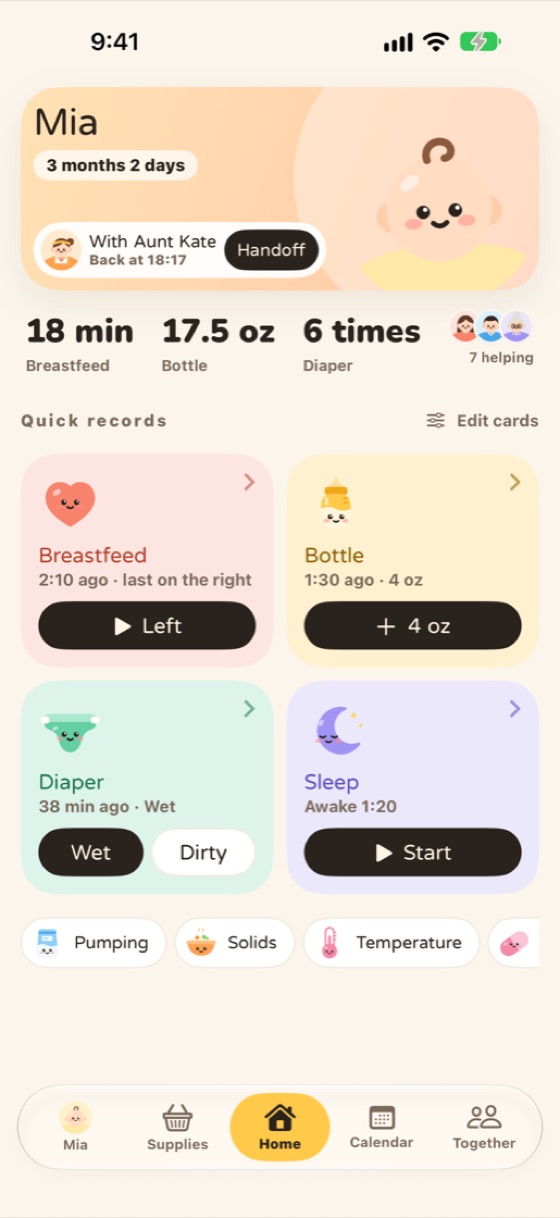 9:41
Mia
3 months 2 days
With Aunt Kate
Back at 18:17
Handoff
18 min
Breastfeed
17.5 oz
Bottle
6 times
Diaper
7 helping
Quick records
Edit cards
Breastfeed
2:10 ago · last on the right
Left
Bottle
1:30 ago · 4 oz
+ 4 oz
Diaper
38 min ago · Wet
Wet
Dirty
Sleep
Awake 1:20
Start
Pumping
Solids
Temperature
Mia
Supplies
Home
Calendar
Together